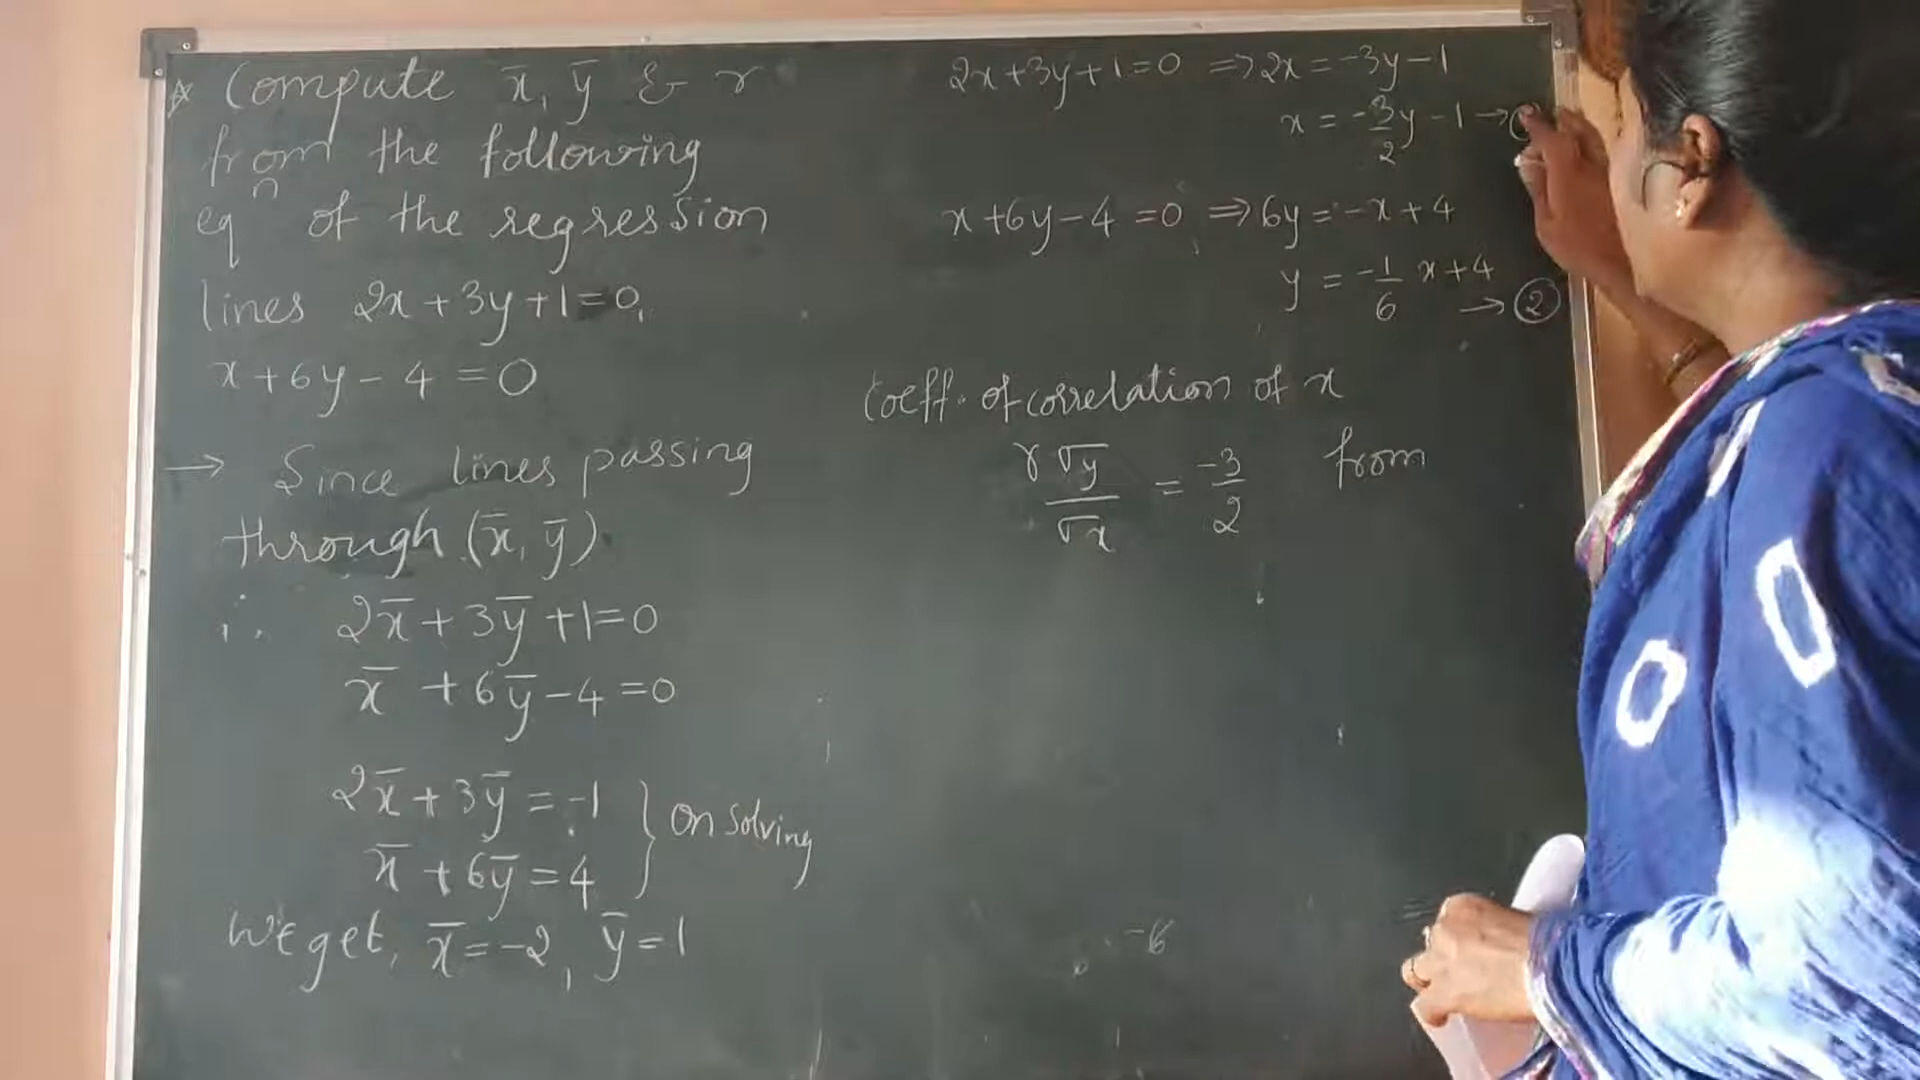 ☆ Compute x̄, ȳ & r
from the following
eqⁿ of the regression
lines 2x+3y+1=0,
x+6y-4=0
→ Since lines passing
through (x̄, ȳ)
∴ 2x̄+3ȳ+1=0
x̄+6ȳ-4=0
2x̄+3ȳ=-1
x̄+6ȳ=4 } on solving
We get, x̄=-2, ȳ=1
2x+3y+1=0 ⇒ 2x=-3y-1
x = -3/2 y-1 →
x+6y-4=0 ⇒ 6y=-x+4
y = -1/6 x+4
→ ②
Coeff. of correlation of x
r σy/σx = -3/2 from
-6